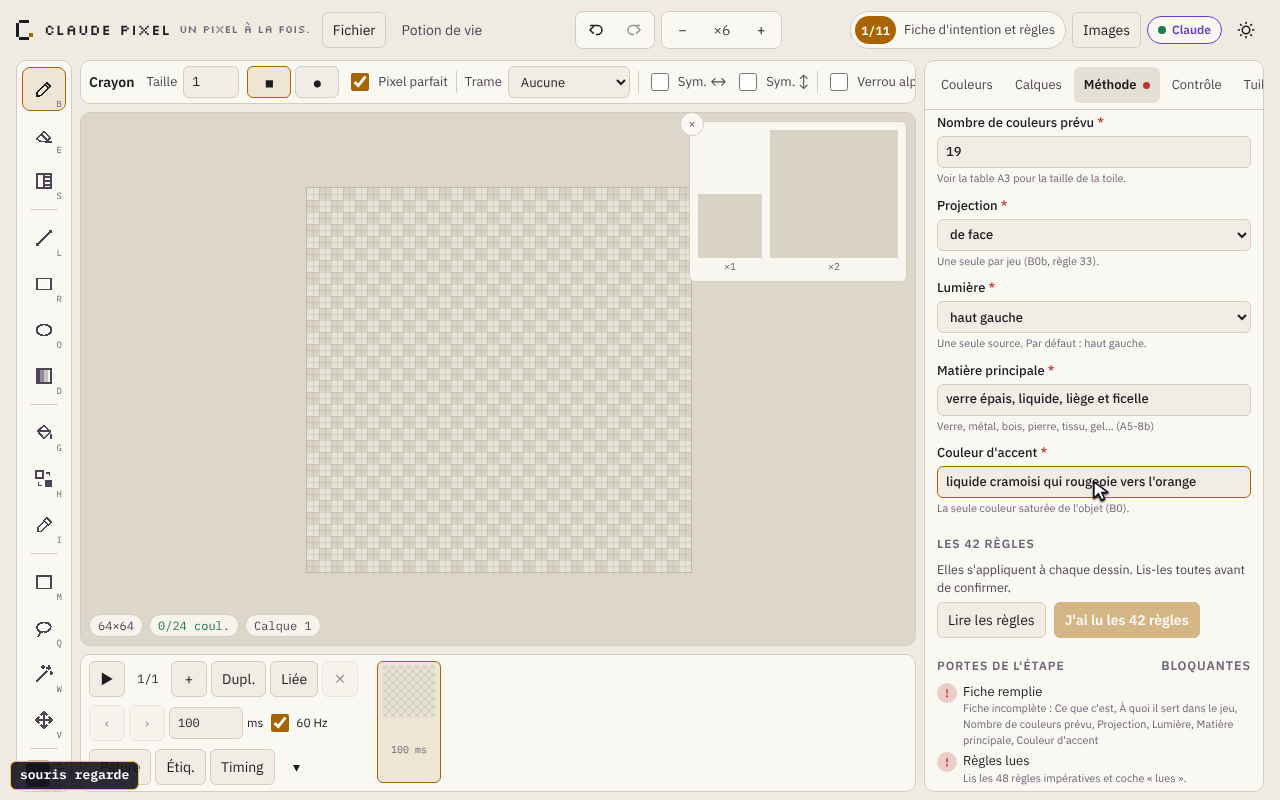 CLAUDE PIXEL UN PIXEL À LA FOIS.
Fichier
Potion de vie
×6
1/11
Fiche d'intention et règles
Images
Claude
Crayon
Taille
1
Pixel parfait
Trame
Aucune
Sym. ↔
Sym. ↕
Verrou alp
B
E
S
L
R
O
D
G
H
I
M
Q
W
V
×1
×2
64×64
0/24 coul.
Calque 1
1/1
+
Dupl.
Liée
100
ms
60 Hz
Étiq.
Timing
100 ms
souris regarde
Couleurs
Calques
Méthode
Contrôle
Tuil
Nombre de couleurs prévu *
19
Voir la table A3 pour la taille de la toile.
Projection *
de face
Une seule par jeu (B0b, règle 33).
Lumière *
haut gauche
Une seule source. Par défaut : haut gauche.
Matière principale *
verre épais, liquide, liège et ficelle
Verre, métal, bois, pierre, tissu, gel... (A5-8b)
Couleur d'accent *
liquide cramoisi qui rougeoie vers l'orange
La seule couleur saturée de l'objet (B0).
LES 42 RÈGLES
Elles s'appliquent à chaque dessin. Lis-les toutes avant
de confirmer.
Lire les règles
J'ai lu les 42 règles
PORTES DE L'ÉTAPE
BLOQUANTES
! Fiche remplie
Fiche incomplète : Ce que c'est, À quoi il sert dans le jeu,
Nombre de couleurs prévu, Projection, Lumière, Matière
principale, Couleur d'accent
! Règles lues
Lis les 48 règles impératives et coche « lues ».